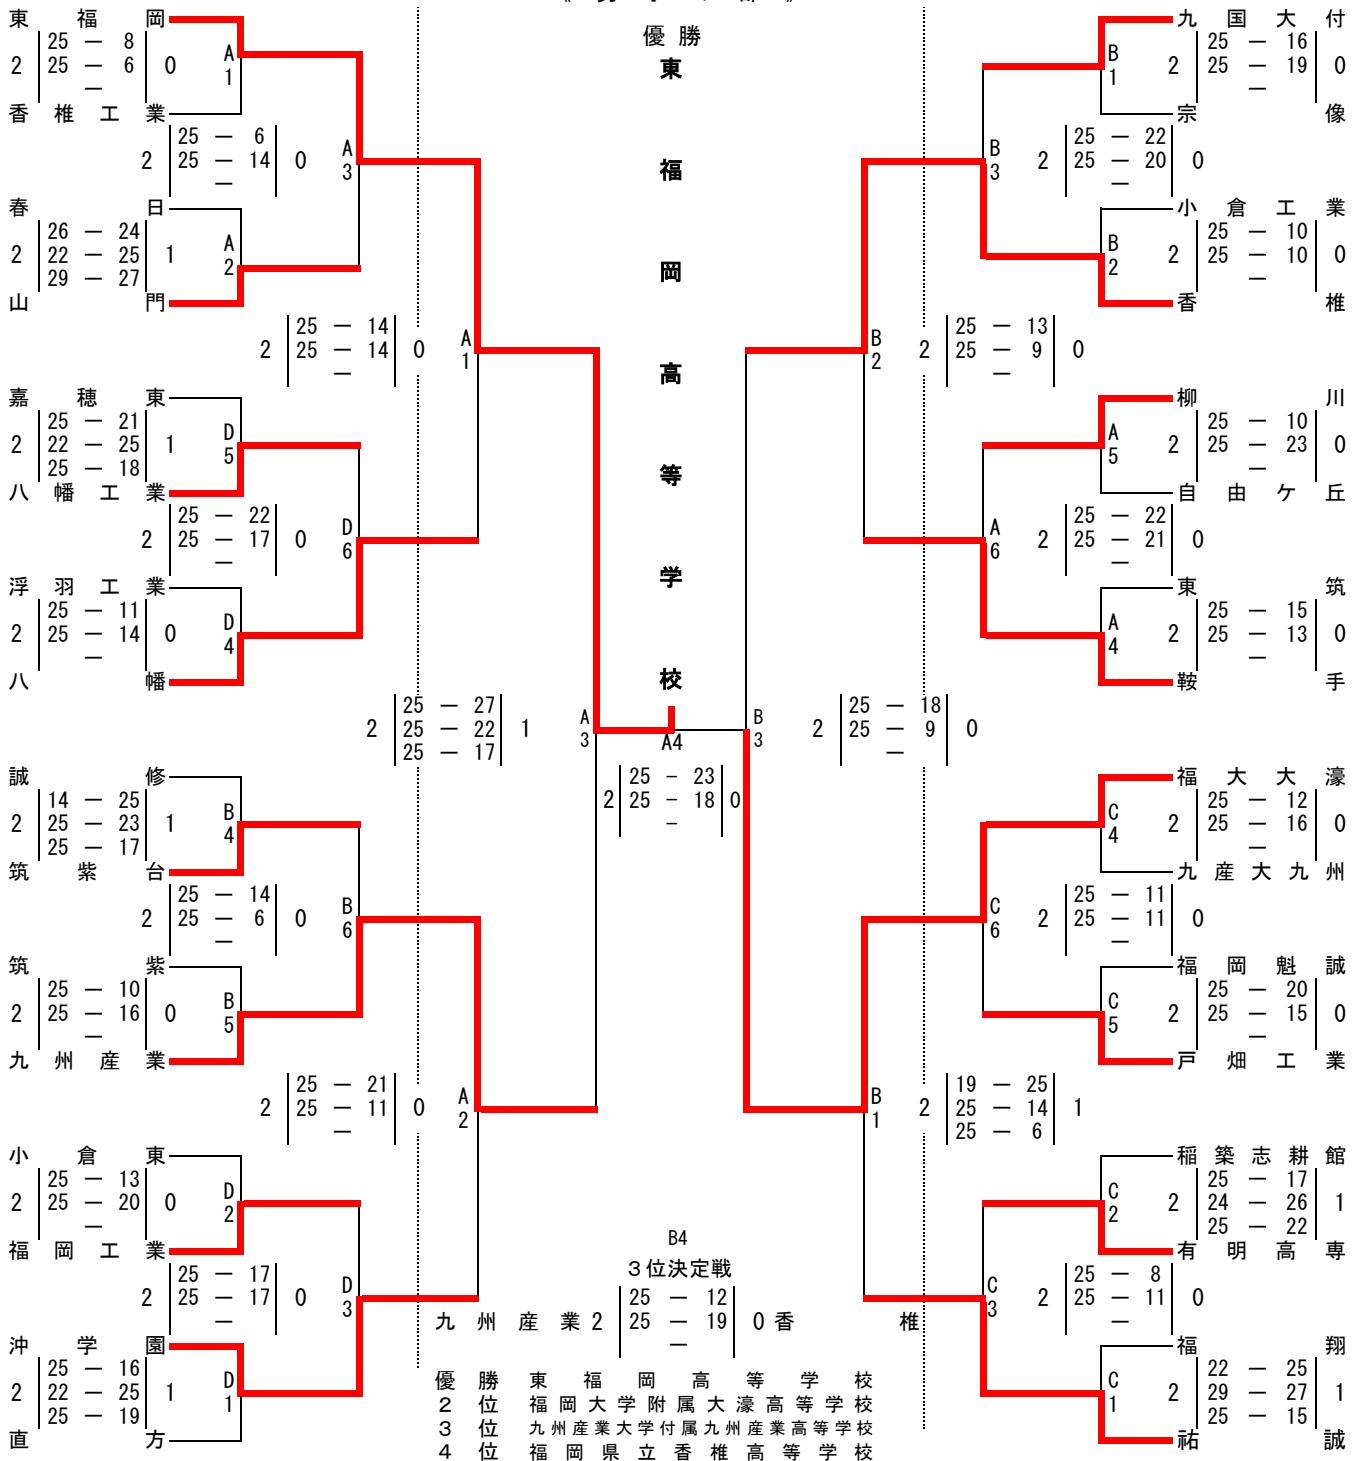 優勝
東福岡高等学校
東福岡
2 25 — 8 0 A1
25 — 6
—
香椎工業
2 25 — 6 0 A3
25 — 14
—
春日
2 26 — 24 1 A2
22 — 25
29 — 27
山門
2 25 — 14 0 A1
25 — 14
—
嘉穂東
2 25 — 21 1 D5
22 — 25
25 — 18
八幡工業
2 25 — 22 0 D6
25 — 17
—
浮羽工業
2 25 — 11 0 D4
25 — 14
—
八幡
2 25 — 27 1 A3
25 — 22
25 — 17
誠修
2 14 — 25 1 B4
25 — 23
25 — 17
筑紫台
2 25 — 14 0 B6
25 — 6
—
筑紫
2 25 — 10 0 B5
25 — 16
—
九州産業
2 25 — 21 0 A2
25 — 11
—
小倉東
2 25 — 13 0 D2
25 — 20
—
福岡工業
2 25 — 17 0 D3
25 — 17
—
沖学園
2 25 — 16 1 D1
22 — 25
25 — 19
直方
A4
2 25 - 23 0
25 - 18
-
九国大付
B1 2 25 — 16 0
25 — 19
—
宗像
B3 2 25 — 22 0
25 — 20
—
小倉工業
B2 2 25 — 10 0
25 — 10
—
香椎
B2 2 25 — 13 0
25 — 9
—
柳川
A5 2 25 — 10 0
25 — 23
—
自由ケ丘
A6 2 25 — 22 0
25 — 21
—
東筑
A4 2 25 — 15 0
25 — 13
—
鞍手
B3 2 25 — 18 0
25 — 9
—
福大大濠
C4 2 25 — 12 0
25 — 16
—
九産大九州
C6 2 25 — 11 0
25 — 11
—
福岡魁誠
C5 2 25 — 20 0
25 — 15
—
戸畑工業
B1 2 19 — 25 1
25 — 14
25 — 6
稲築志耕館
C2 2 25 — 17 1
24 — 26
25 — 22
有明高専
C3 2 25 — 8 0
25 — 11
—
福翔
C1 2 22 — 25 1
29 — 27
25 — 15
祐誠
B4
3位決定戦
九州産業 2 25 — 12 0 香椎
25 — 19
—
優勝 東福岡高等学校
2位 福岡大学附属大濠高等学校
3位 九州産業大学付属九州産業高等学校
4位 福岡県立香椎高等学校